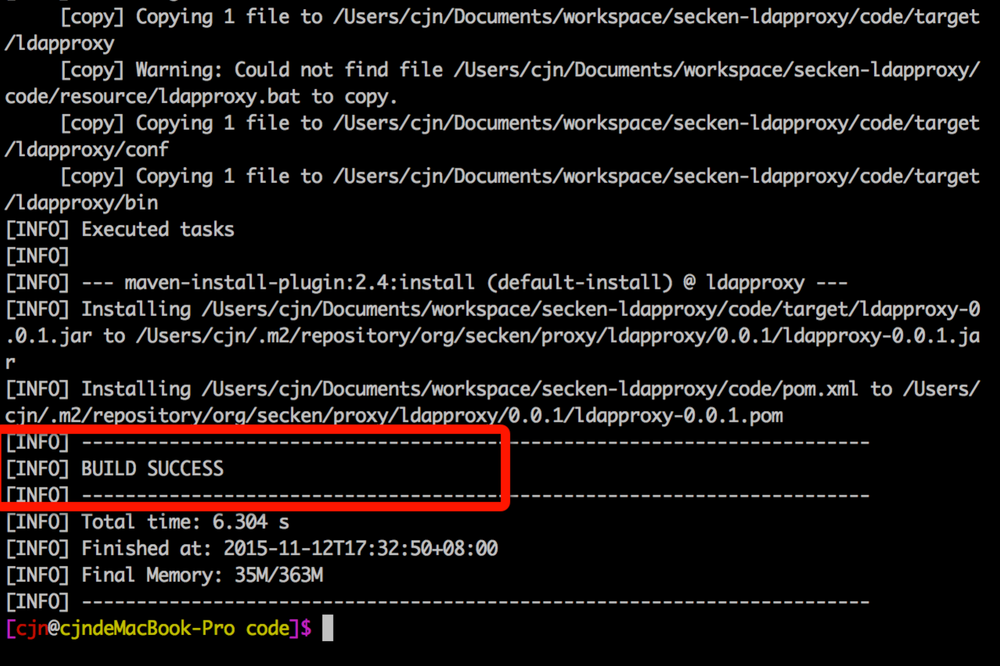 [copy] Copying 1 file to /Users/cjn/Documents/workspace/secken-ldapproxy/code/target
/ldapproxy
[copy] Warning: Could not find file /Users/cjn/Documents/workspace/secken-ldapproxy/
code/resource/ldapproxy.bat to copy.
[copy] Copying 1 file to /Users/cjn/Documents/workspace/secken-ldapproxy/code/target
/ldapproxy/conf
[copy] Copying 1 file to /Users/cjn/Documents/workspace/secken-ldapproxy/code/target
/ldapproxy/bin
[INFO] Executed tasks
[INFO]
[INFO] --- maven-install-plugin:2.4:install (default-install) @ ldapproxy ---
[INFO] Installing /Users/cjn/Documents/workspace/secken-ldapproxy/code/target/ldapproxy-0
.0.1.jar to /Users/cjn/.m2/repository/org/secken/proxy/ldapproxy/0.0.1/ldapproxy-0.0.1.ja
r
[INFO] Installing /Users/cjn/Documents/workspace/secken-ldapproxy/code/pom.xml to /Users/
cjn/.m2/repository/org/secken/proxy/ldapproxy/0.0.1/ldapproxy-0.0.1.pom
[INFO] ------------------------------------------------------------------------
[INFO] BUILD SUCCESS
[INFO] ------------------------------------------------------------------------
[INFO] Total time: 6.304 s
[INFO] Finished at: 2015-11-12T17:32:50+08:00
[INFO] Final Memory: 35M/363M
[INFO] ------------------------------------------------------------------------
[cjn@cjndeMacBook-Pro code]$